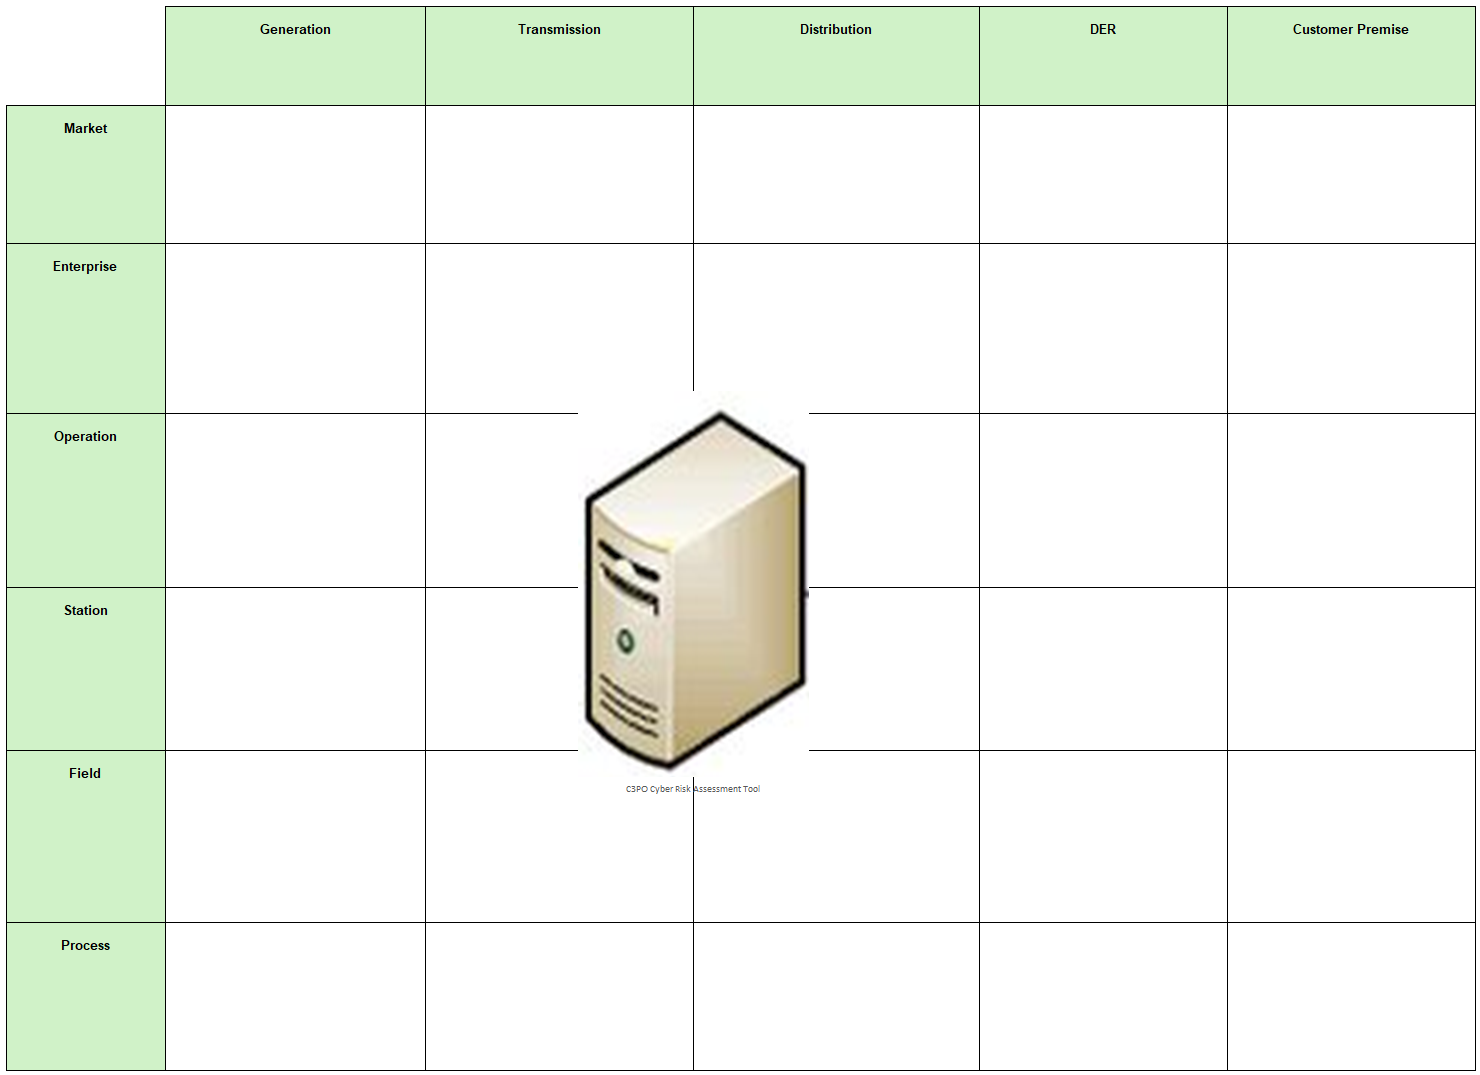 Generation Transmission Distribution DER Customer Premise
Market
Enterprise
Operation
Station
Field
C3PO Cyber Risk Assessment Tool
Process